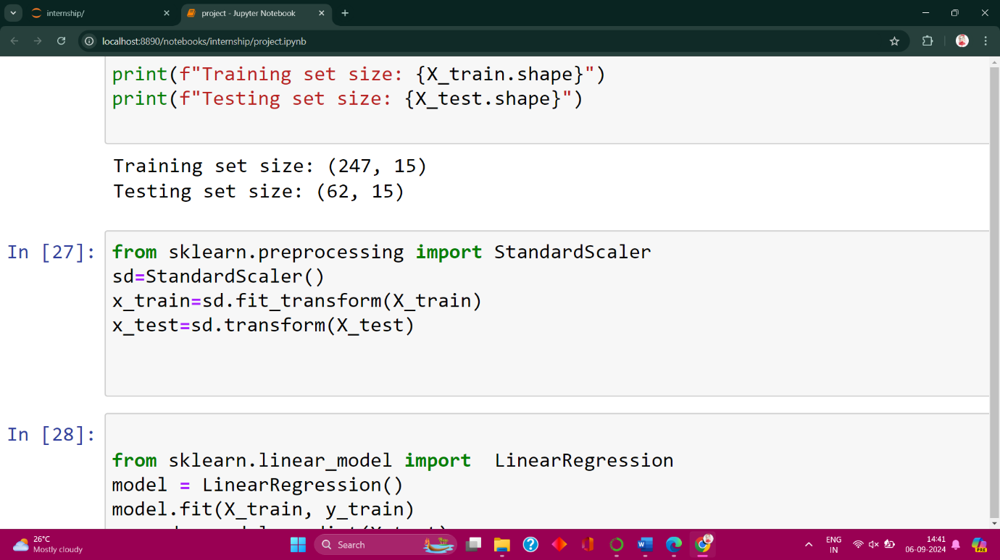 internship/
project - Jupyter Notebook
localhost:8890/notebooks/internship/project.ipynb
print(f"Training set size: {X_train.shape}")
print(f"Testing set size: {X_test.shape}")
Training set size: (247, 15)
Testing set size: (62, 15)
In [27]:
from sklearn.preprocessing import StandardScaler
sd=StandardScaler()
x_train=sd.fit_transform(X_train)
x_test=sd.transform(X_test)
In [28]:
from sklearn.linear_model import  LinearRegression
model = LinearRegression()
model.fit(X_train, y_train)
26°C
Mostly cloudy
Search
ENG
IN
14:41
06-09-2024
PRE